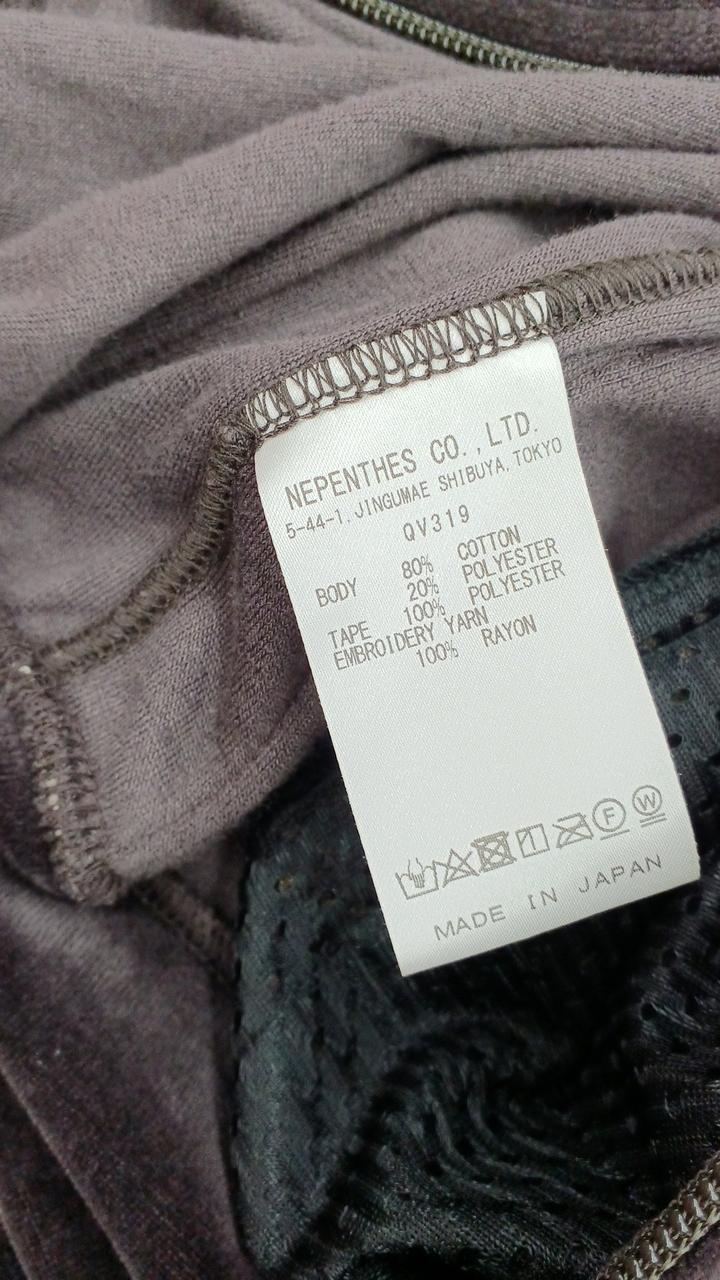 NEPENTHES CO.,LTD.
5-44-1, JINGUMAE SHIBUYA, TOKYO
QV319
BODY 80% COTTON
20% POLYESTER
TAPE 100% POLYESTER
EMBROIDERY YARN
100% RAYON
F W
MADE IN JAPAN